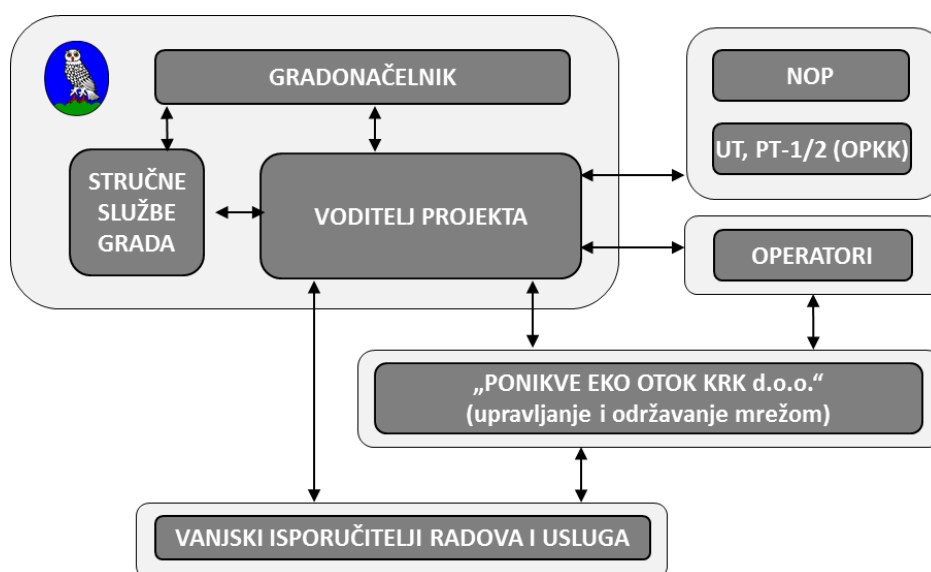 GRADONAČELNIK
NOP
UT, PT-1/2 (OPKK)
STRUČNE
SLUŽBE
GRADA
VODITELJ PROJEKTA
OPERATORI
„PONIKVE EKO OTOK KRK d.o.o.“
(upravljanje i održavanje mrežom)
VANJSKI ISPORUČITELJI RADOVA I USLUGA